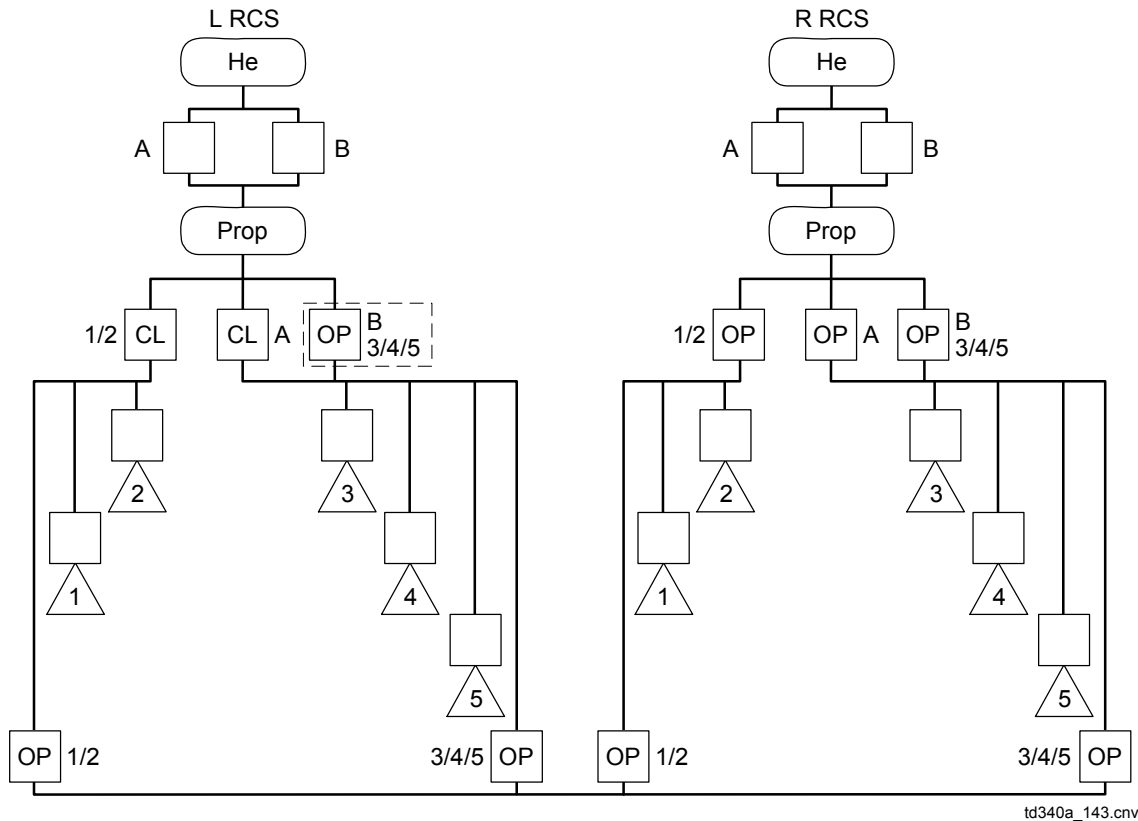 L RCS
R RCS
He
He
A
B
A
B
Prop
Prop
1/2
CL
CL
A
OP
B
3/4/5
1/2
OP
OP
A
OP
B
3/4/5
2
3
2
3
1
4
1
4
5
5
OP
1/2
3/4/5
OP
OP
1/2
3/4/5
OP
td340a_143.cnv